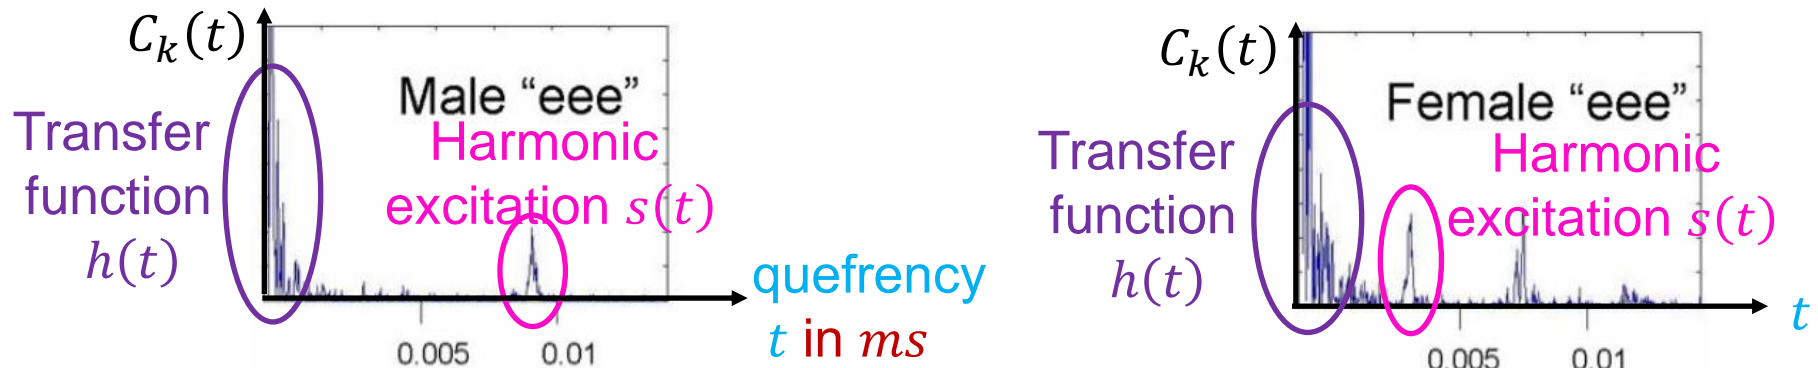 C_k(t)
Male “eee”
Transfer function h(t)
Harmonic excitation s(t)
quefrency t in ms
0.005 0.01
C_k(t)
Female “eee”
Transfer function h(t)
Harmonic excitation s(t)
t
0.005 0.01